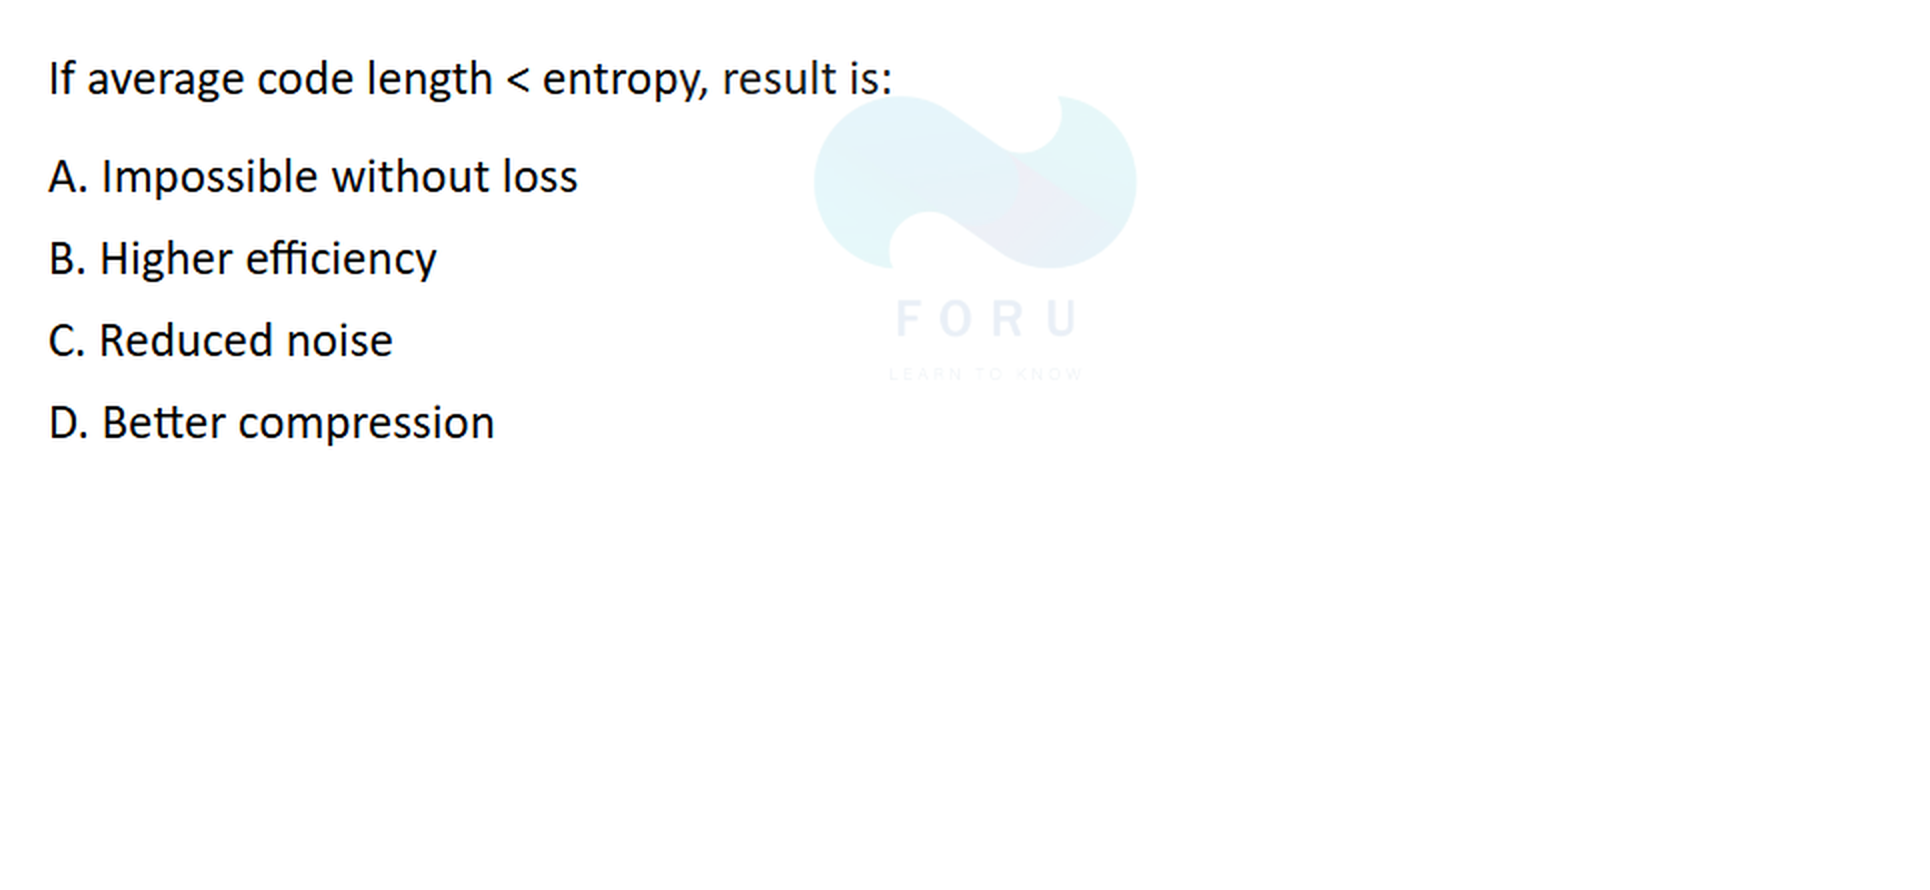 If average code length < entropy, result is:
A. Impossible without loss
B. Higher efficiency
C. Reduced noise
D. Better compression
FORU
LEARN TO KNOW